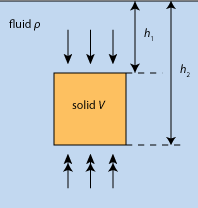 fluid ρ
h₁
h₂
solid V